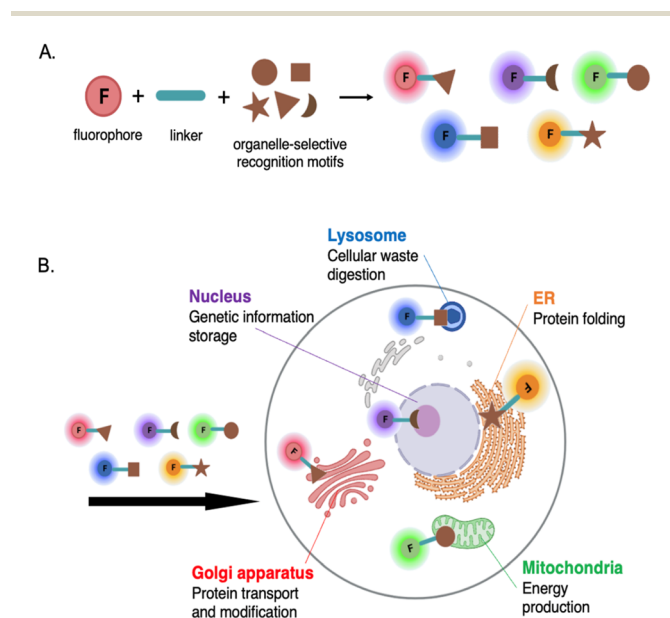 A.
F + +
fluorophore
linker
organelle-selective
recognition motifs
F
F
F
F
F
B.
Lysosome
Cellular waste
digestion
Nucleus
Genetic information
storage
ER
Protein folding
F
F
F
F
F
F
F
F
F
F
Golgi apparatus
Protein transport
and modification
Mitochondria
Energy
production